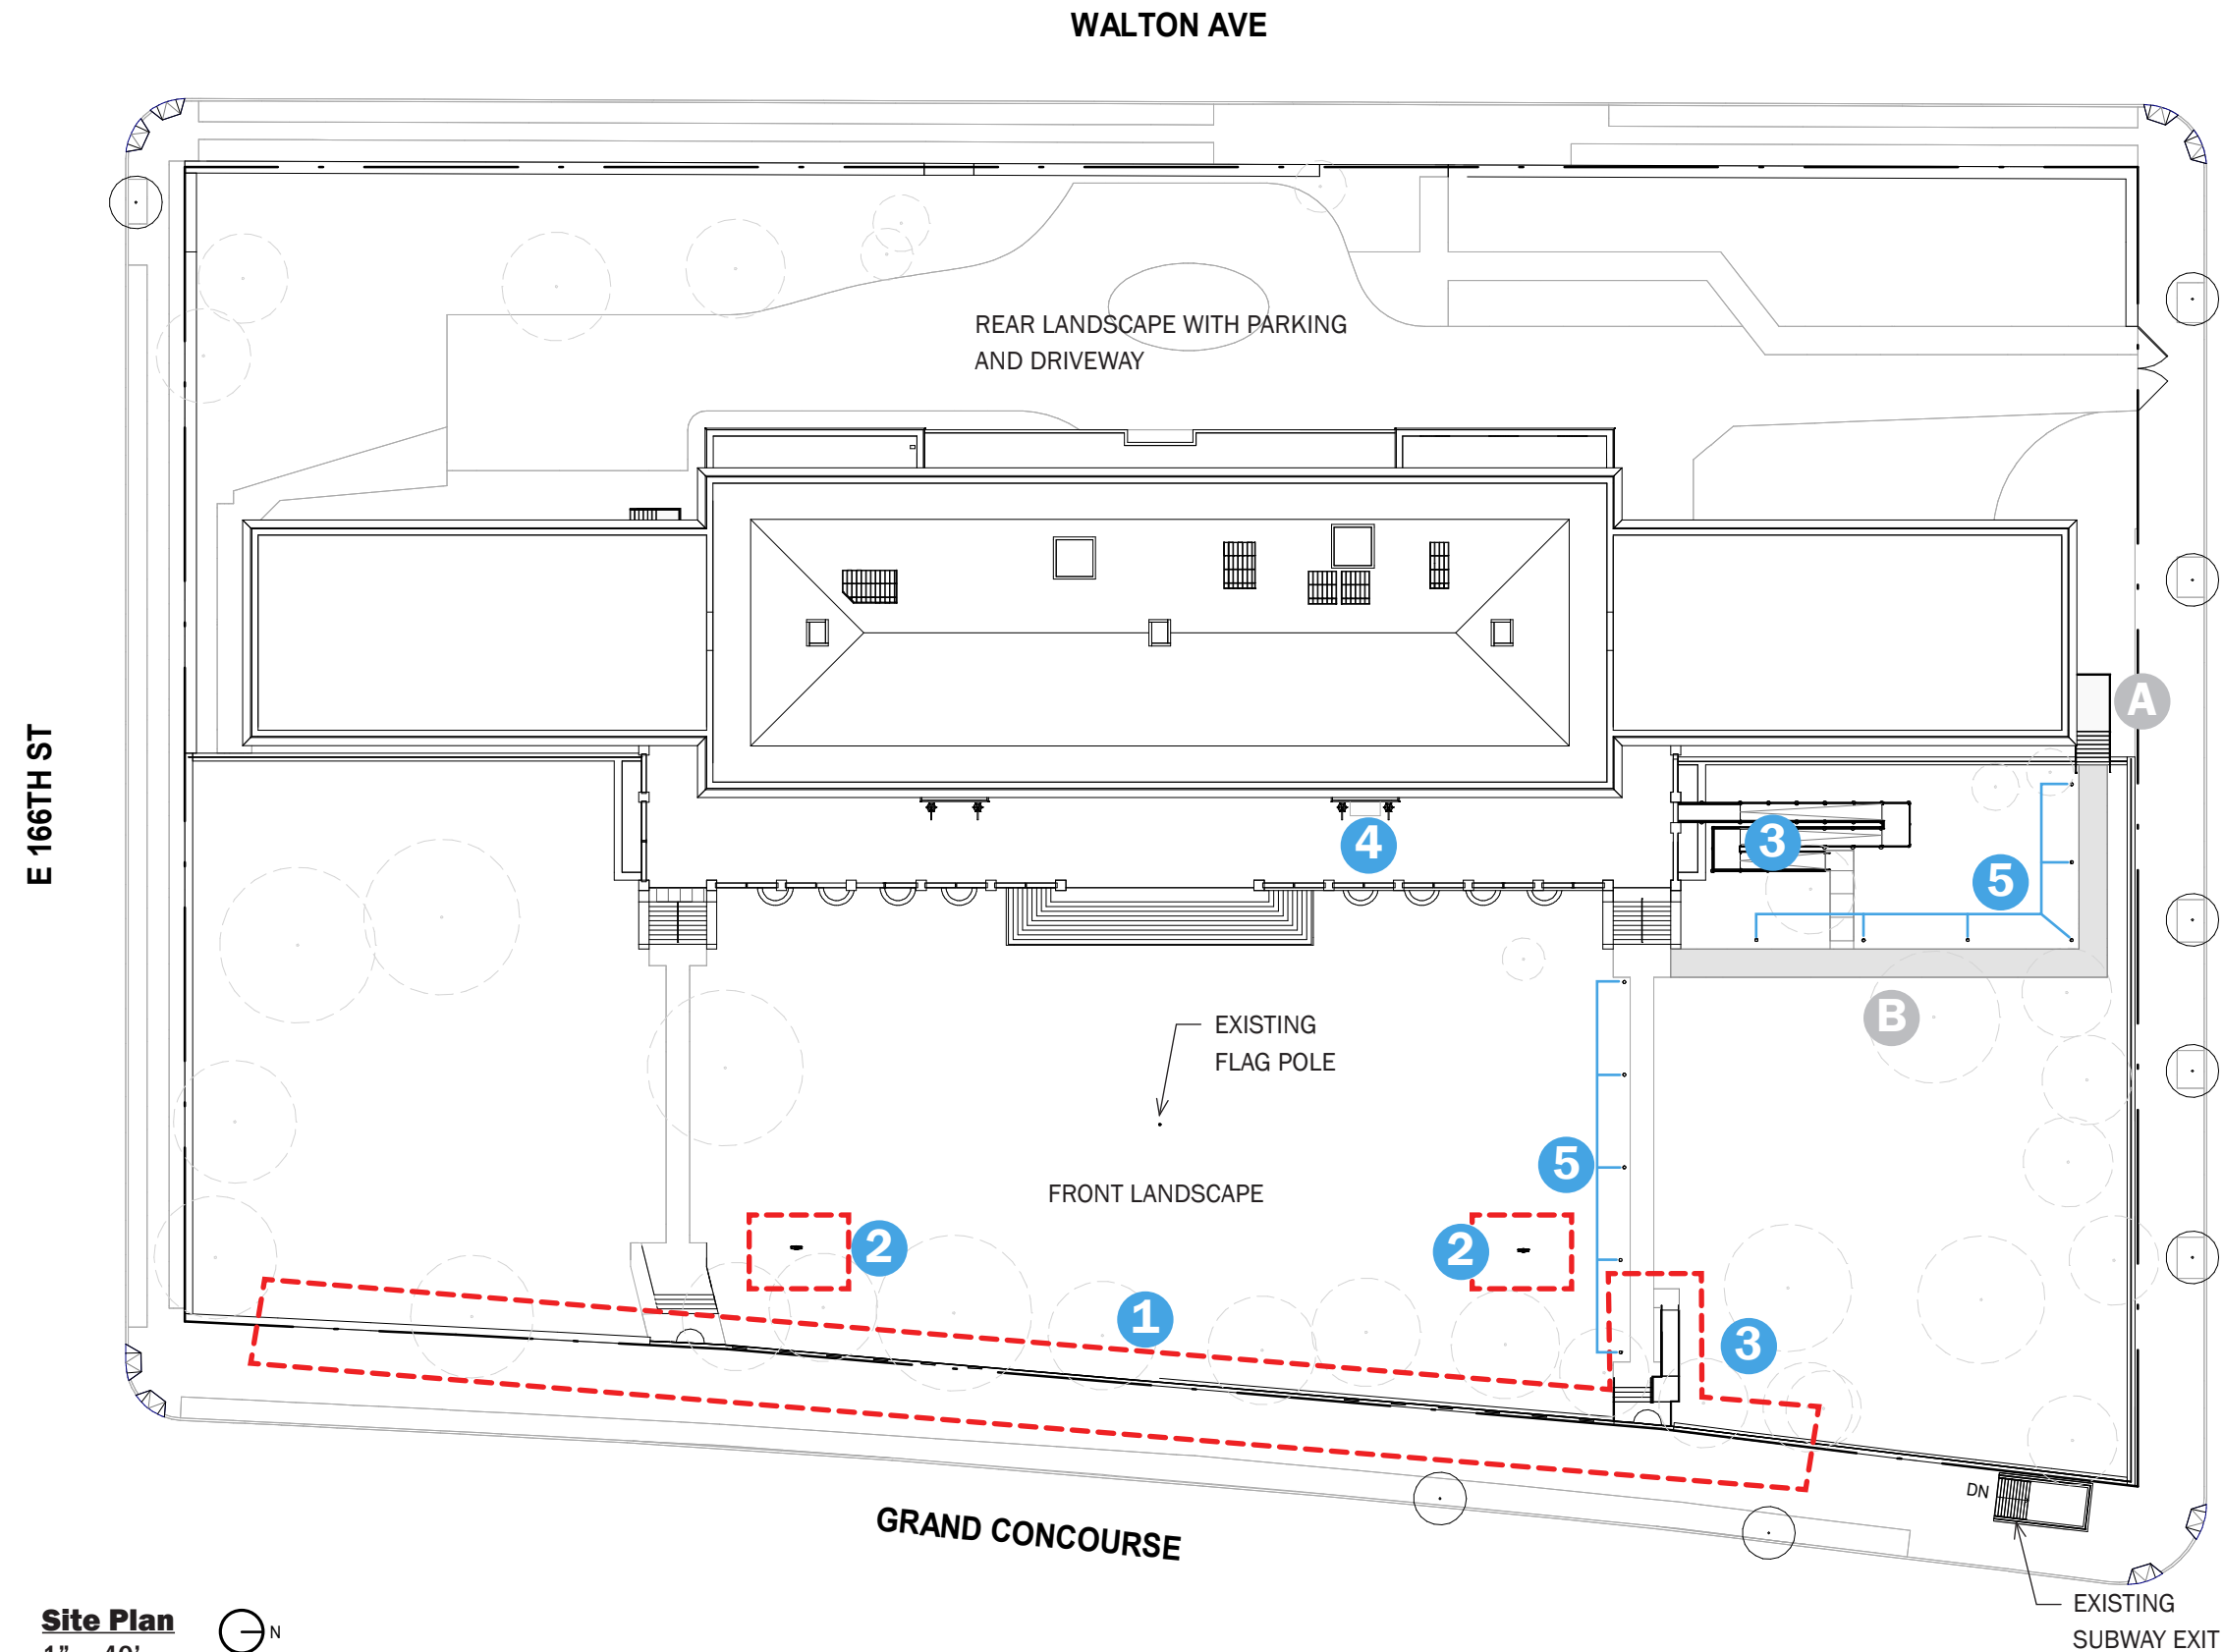 WALTON AVE
REAR LANDSCAPE WITH PARKING
AND DRIVEWAY
E 166TH ST
A
4
3
5
B
EXISTING
FLAG POLE
5
FRONT LANDSCAPE
2
2
1
3
DN
GRAND CONCOURSE
EXISTING
SUBWAY EXIT
Site Plan
N